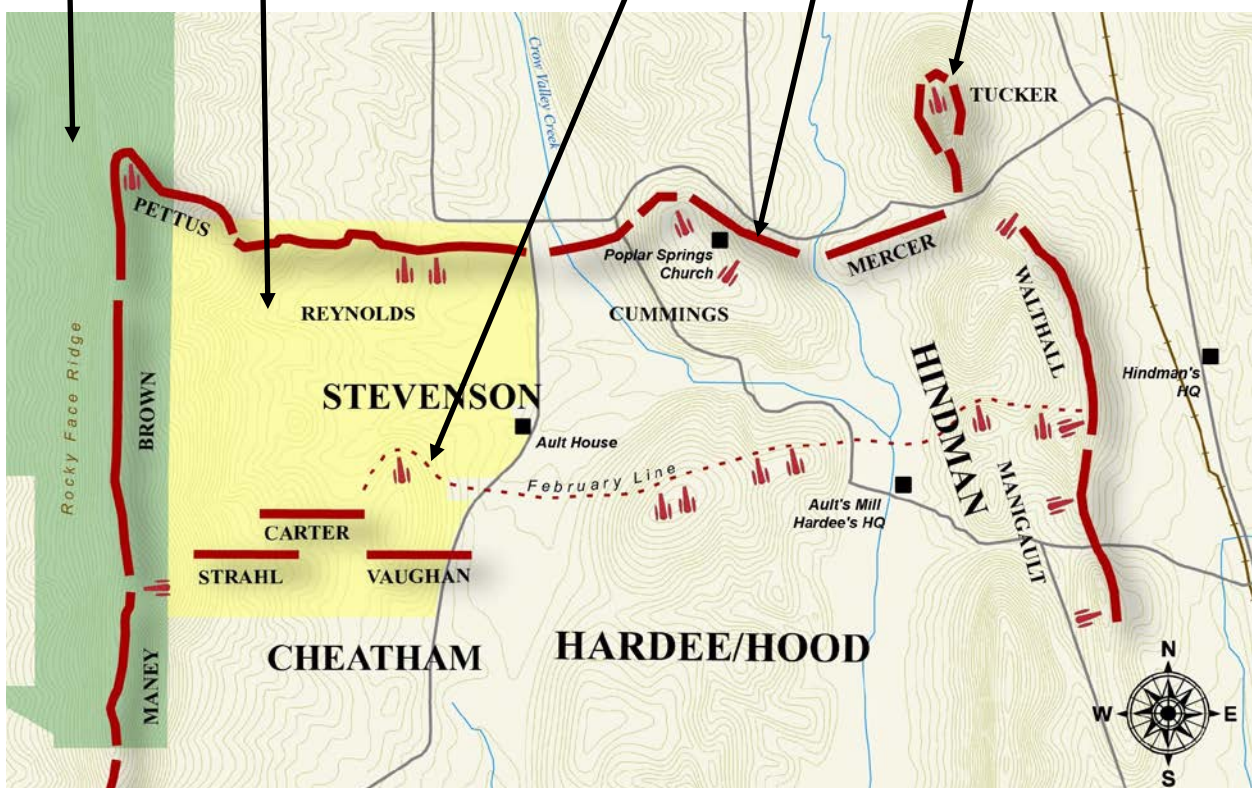 Crow Valley Creek
TUCKER
PETTUS
Poplar Springs
Church
MERCER
REYNOLDS
CUMMINGS
WALTHALL
HINDMAN
Hindman's
HQ
Rocky Face Ridge
BROWN
STEVENSON
Ault House
February Line
Ault's Mill
Hardee's HQ
MANIGAULT
CARTER
STRAHL
VAUGHAN
CHEATHAM
HARDEE/HOOD
MANEY
N
W
E
S